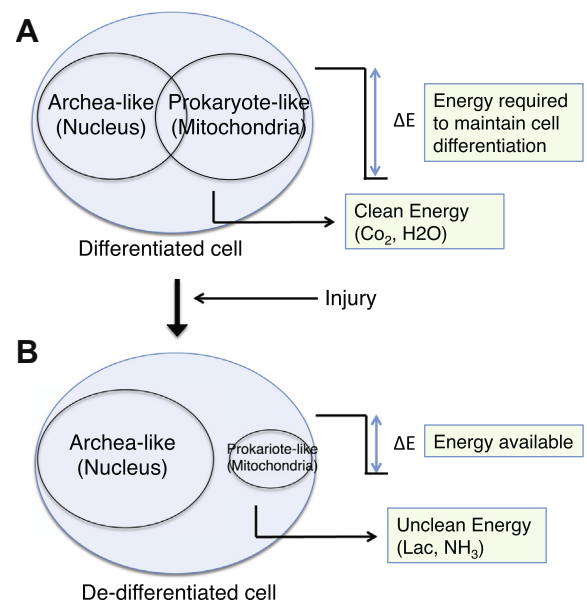 A
Archea-like
(Nucleus)
Prokaryote-like
(Mitochondria)
ΔE
Energy required
to maintain cell
differentiation
Clean Energy
(Co₂, H2O)
Differentiated cell
Injury
B
Archea-like
(Nucleus)
Prokariote-like
(Mitochondria)
ΔE
Energy available
Unclean Energy
(Lac, NH₃)
De-differentiated cell